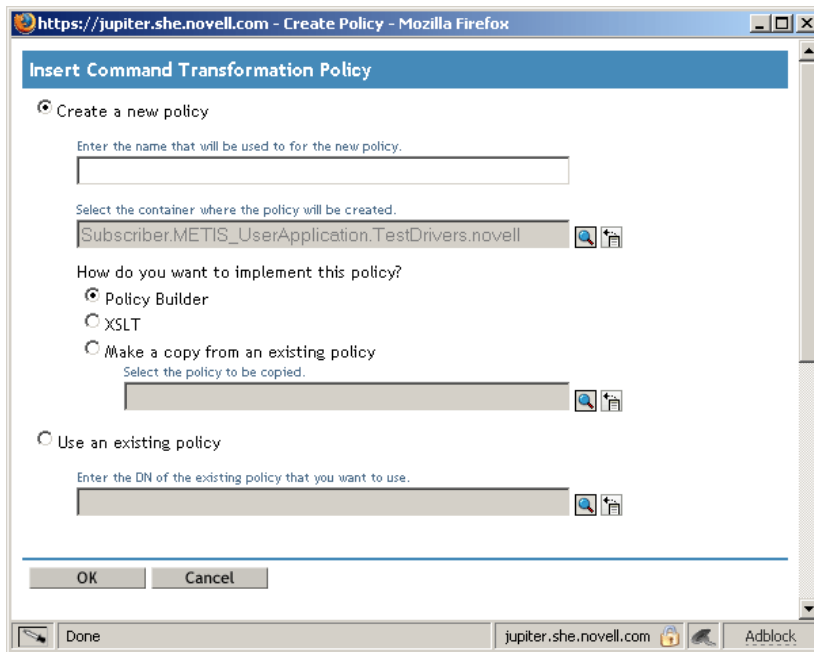 https://jupiter.she.novell.com - Create Policy - Mozilla Firefox
Insert Command Transformation Policy
Create a new policy
Enter the name that will be used to for the new policy.
Select the container where the policy will be created.
Subscriber.METIS_UserApplication.TestDrivers.novell
How do you want to implement this policy?
Policy Builder
XSLT
Make a copy from an existing policy
Select the policy to be copied.
Use an existing policy
Enter the DN of the existing policy that you want to use.
OK Cancel
Done jupiter.she.novell.com Adblock